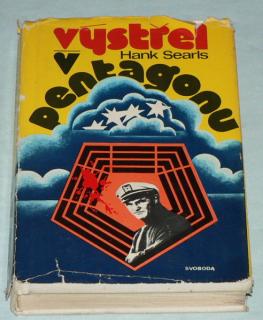 výstřel
v
Hank Searls
pentagonu
SVOBODA